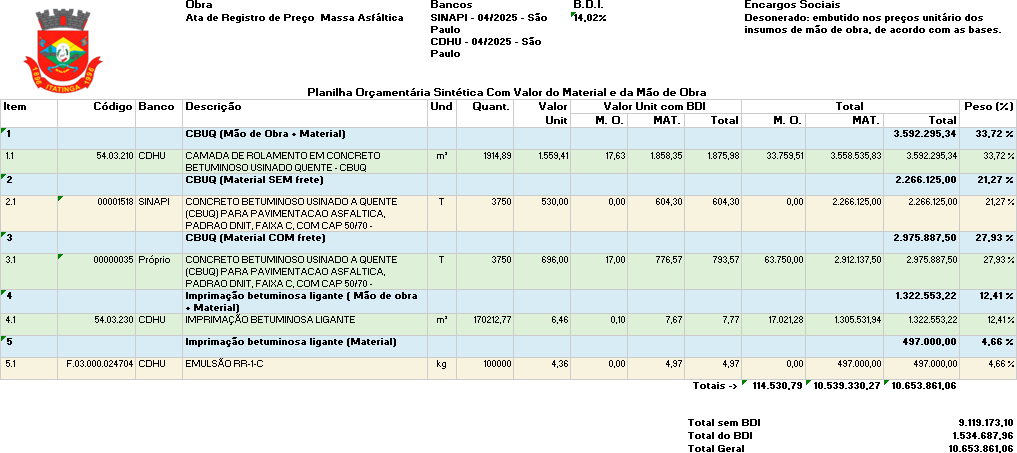 Obra Bancos B.D.I. Encargos Sociais
Ata de Registro de Preço Massa Asfáltica SINAPI - 04/2025 - São 14,02% Desonerado: embutido nos preços unitário dos
Paulo insumos de mão de obra, de acordo com as bases.
CDHU - 04/2025 - São
Paulo
1896 ITATINGA 1996
Planilha Orçamentária Sintética Com Valor do Material e da Mão de Obra
Item Código Banco Descrição Und Quant. Valor Valor Unit com BDI Total Peso (%)
Unit M. O. MAT. Total M. O. MAT. Total
1 CBUQ (Mão de Obra + Material) 3.592.295,34 33,72 %
1.1 54.03.210 CDHU CAMADA DE ROLAMENTO EM CONCRETO m³ 1914,89 1.559,41 17,63 1.858,35 1.875,98 33.759,51 3.558.535,83 3.592.295,34 33,72 %
BETUMINOSO USINADO QUENTE - CBUQ
2 CBUQ (Material SEM frete) 2.266.125,00 21,27 %
2.1 00001518 SINAPI CONCRETO BETUMINOSO USINADO A QUENTE T 3750 530,00 0,00 604,30 604,30 0,00 2.266.125,00 2.266.125,00 21,27 %
(CBUQ) PARA PAVIMENTACAO ASFALTICA,
PADRAO DNIT, FAIXA C, COM CAP 50/70 -
3 CBUQ (Material COM frete) 2.975.887,50 27,93 %
3.1 00000035 Próprio CONCRETO BETUMINOSO USINADO A QUENTE T 3750 696,00 17,00 776,57 793,57 63.750,00 2.912.137,50 2.975.887,50 27,93 %
(CBUQ) PARA PAVIMENTACAO ASFALTICA,
PADRAO DNIT, FAIXA C, COM CAP 50/70 -
4 Imprimação betuminosa ligante ( Mão de obra 1.322.553,22 12,41 %
+ Material)
4.1 54.03.230 CDHU IMPRIMAÇÃO BETUMINOSA LIGANTE m² 170212,77 6,46 0,10 7,67 7,77 17.021,28 1.305.531,94 1.322.553,22 12,41 %
5 Imprimação betuminosa ligante (Material) 497.000,00 4,66 %
5.1 F.03.000.024704 CDHU EMULSÃO RR-1-C kg 100000 4,36 0,00 4,97 4,97 0,00 497.000,00 497.000,00 4,66 %
Totais -> 114.530,79 10.539.330,27 10.653.861,06
Total sem BDI 9.119.173,10
Total do BDI 1.534.687,96
Total Geral 10.653.861,06